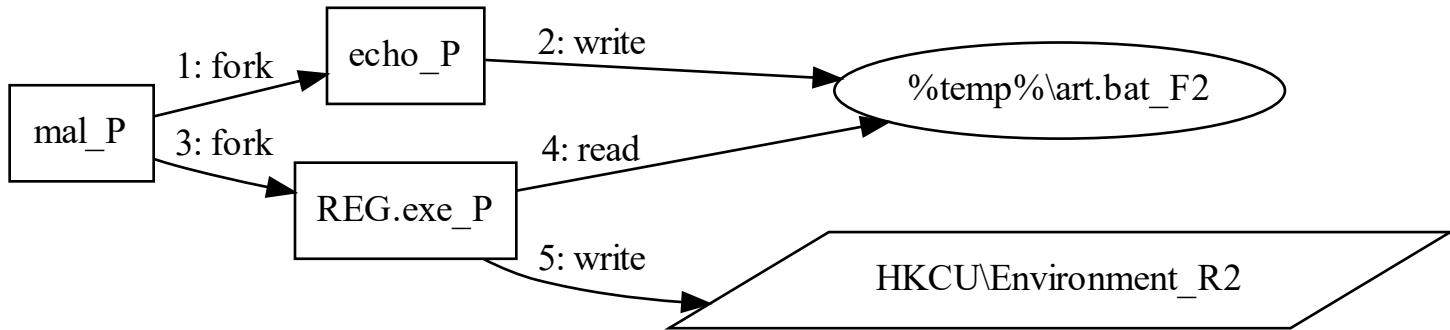 mal_P
1: fork
echo_P
2: write
%temp%\art.bat_F2
3: fork
REG.exe_P
4: read
5: write
HKCU\Environment_R2